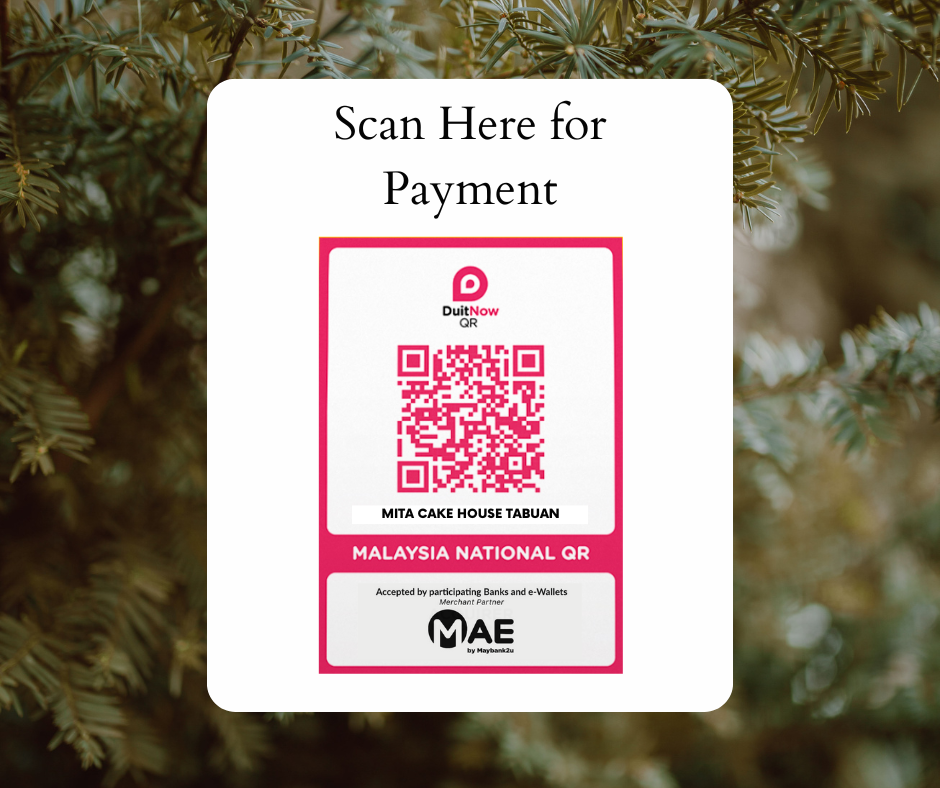 Scan Here for
Payment
DuitNow
QR
MITA CAKE HOUSE TABUAN
MALAYSIA NATIONAL QR
Accepted by participating Banks and e-Wallets
Merchant Partner
MAE
by Maybank2u